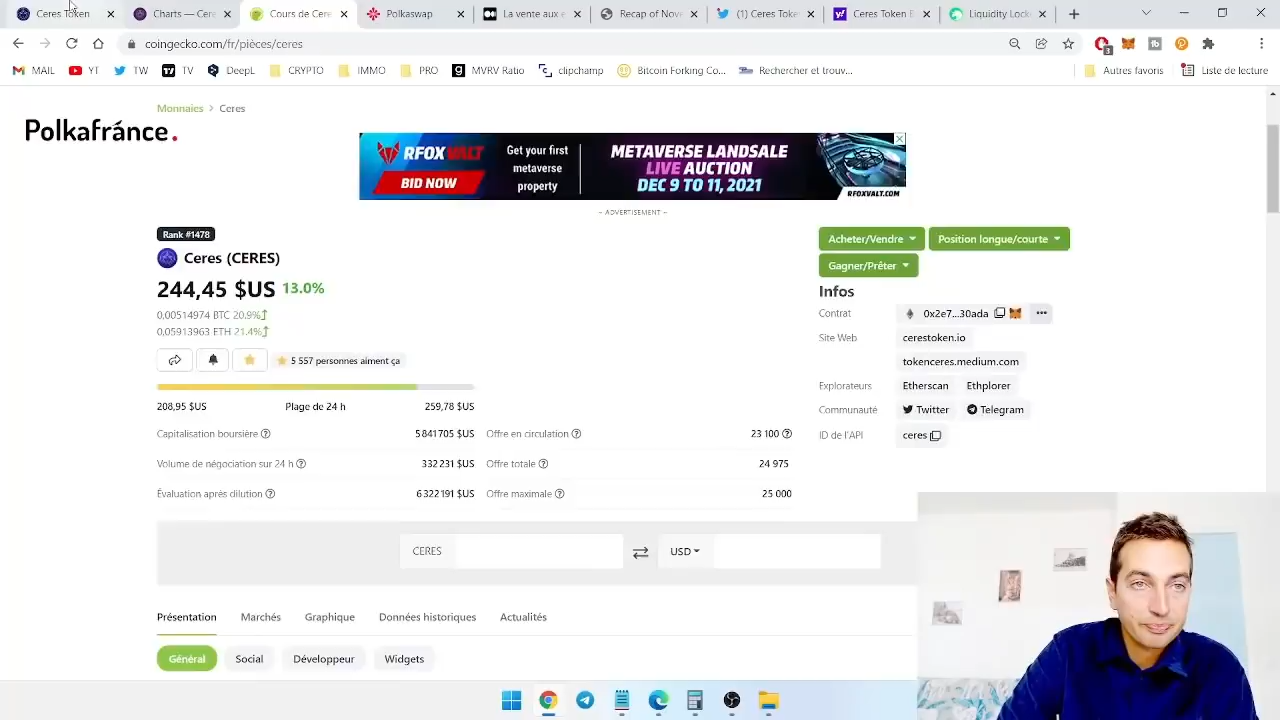 Ceres
Charts — Cere
Cours de Ceres
Polkaswap
La vente aux e
Recap of Nov
(1) Ceres Toke
Ceres Token B
Liquidity Lock
coingecko.com/fr/pièces/ceres
3
MAIL
YT
TW
TV
DeepL
CRYPTO
IMMO
PRO
MVRV Ratio
clipchamp
Bitcoin Forking Co...
Rechercher et trouv...
Autres favoris
Liste de lecture
Monnaies > Ceres
Polkafrance.
RFOX VALT
BID NOW
Get your first
metaverse
property
METAVERSE LANDSALE
LIVE AUCTION
DEC 9 TO 11, 2021
RFOXVALT.COM
– ADVERTISEMENT –
Rank #1478
Ceres (CERES)
244,45 $US 13.0%
0,00514974 BTC 20.9%
0,05913963 ETH 21.4%
5 557 personnes aiment ça
208,95 $US Plage de 24 h 259,78 $US
Capitalisation boursière 5 841 705 $US
Offre en circulation 23 100
Volume de négociation sur 24 h 332 231 $US
Offre totale 24 975
Évaluation après dilution 6 322 191 $US
Offre maximale 25 000
Acheter/Vendre
Position longue/courte
Gagner/Prêter
Infos
Contrat 0x2e7...30ada
Site Web cerestoken.io
tokenceres.medium.com
Explorateurs Etherscan Ethplorer
Communauté Twitter Telegram
ID de l'API ceres
CERES
USD
Présentation Marchés Graphique Données historiques Actualités
Général Social Développeur Widgets